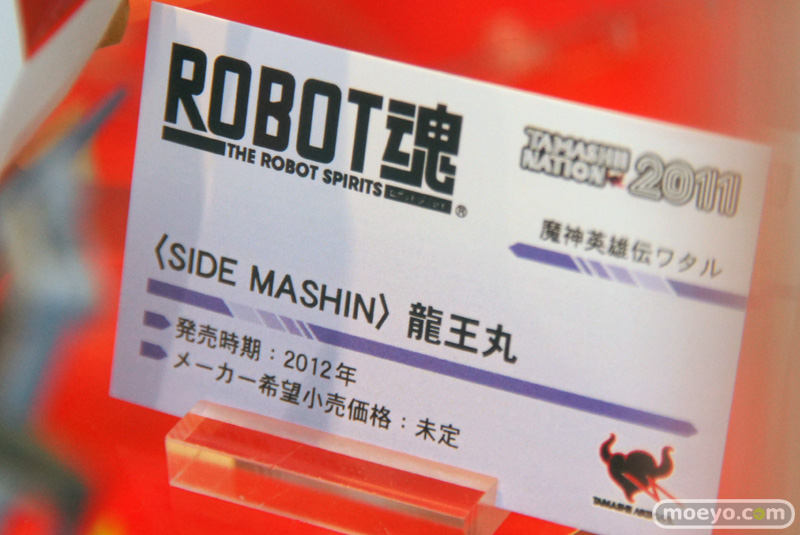 ROBOT魂
THE ROBOT SPIRITS
®
TAMASHII
NATION
2011
魔神英雄伝ワタル
〈SIDE MASHIN〉 龍王丸
発売時期：2012年
メーカー希望小売価格：未定
moeyo.com